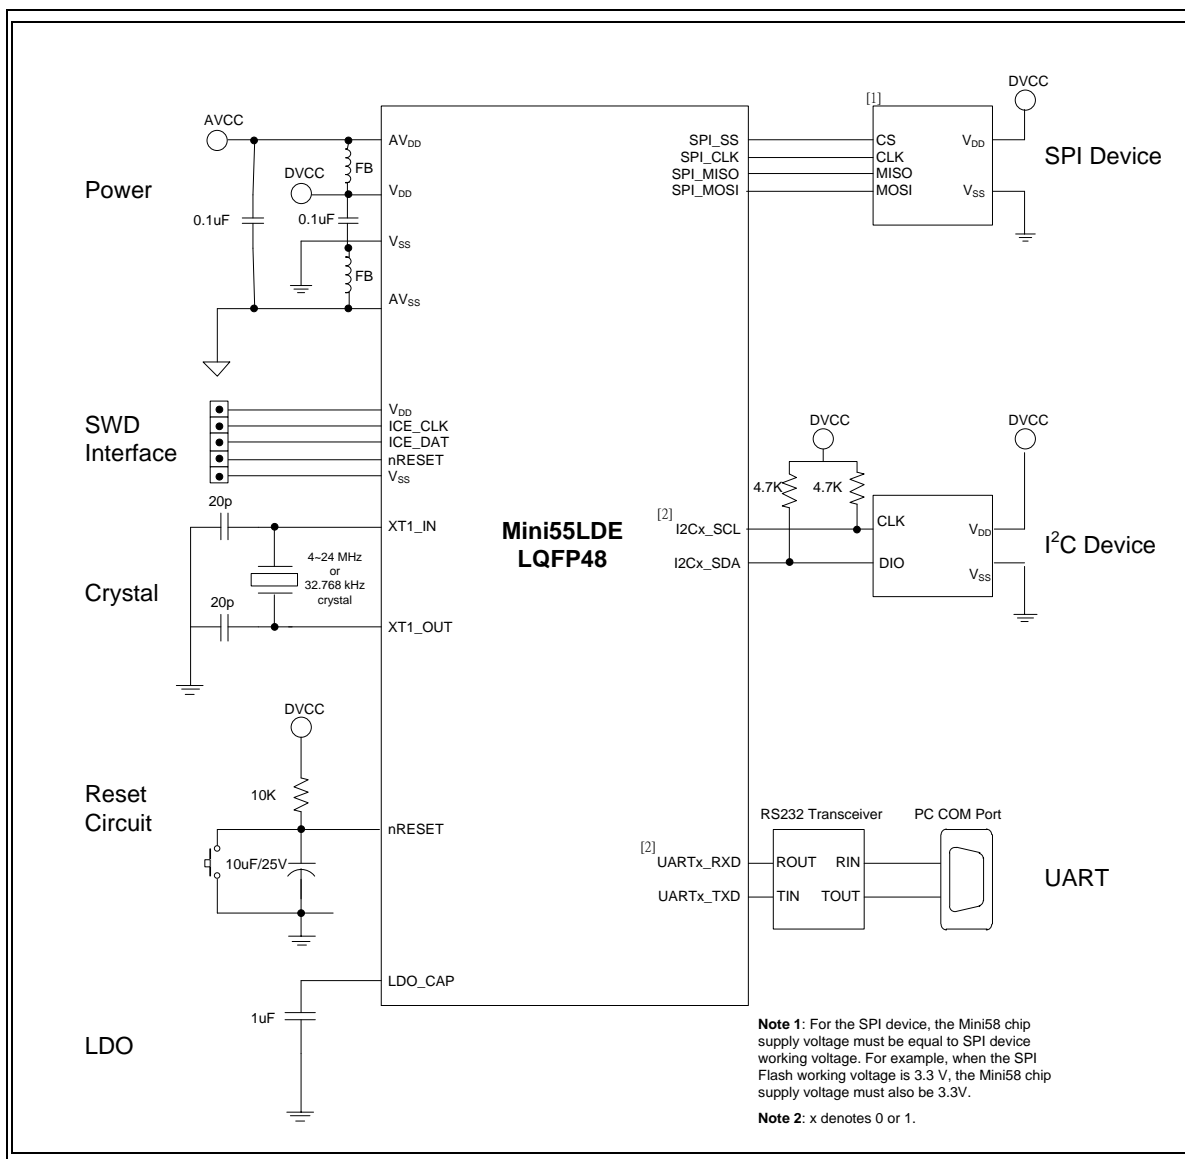 Power
AVCC
DVCC
0.1uF
0.1uF
FB
FB
AVDD
VDD
VSS
AVSS
SWD
Interface
VDD
ICE_CLK
ICE_DAT
nRESET
VSS
Crystal
20p
20p
4~24 MHz
or
32.768 kHz
crystal
XT1_IN
XT1_OUT
Reset
Circuit
DVCC
10K
10uF/25V
nRESET
LDO
1uF
LDO_CAP
Mini55LDE
LQFP48
SPI_SS
SPI_CLK
SPI_MISO
SPI_MOSI
[1]
CS
CLK
MISO
MOSI
VDD
VSS
DVCC
SPI Device
[2]
I2Cx_SCL
I2Cx_SDA
DVCC
4.7K
4.7K
CLK
DIO
VDD
VSS
DVCC
I²C Device
[2]
UARTx_RXD
UARTx_TXD
RS232 Transceiver
ROUT RIN
TIN TOUT
PC COM Port
UART
Note 1: For the SPI device, the Mini58 chip
supply voltage must be equal to SPI device
working voltage. For example, when the SPI
Flash working voltage is 3.3 V, the Mini58 chip
supply voltage must also be 3.3V.
Note 2: x denotes 0 or 1.